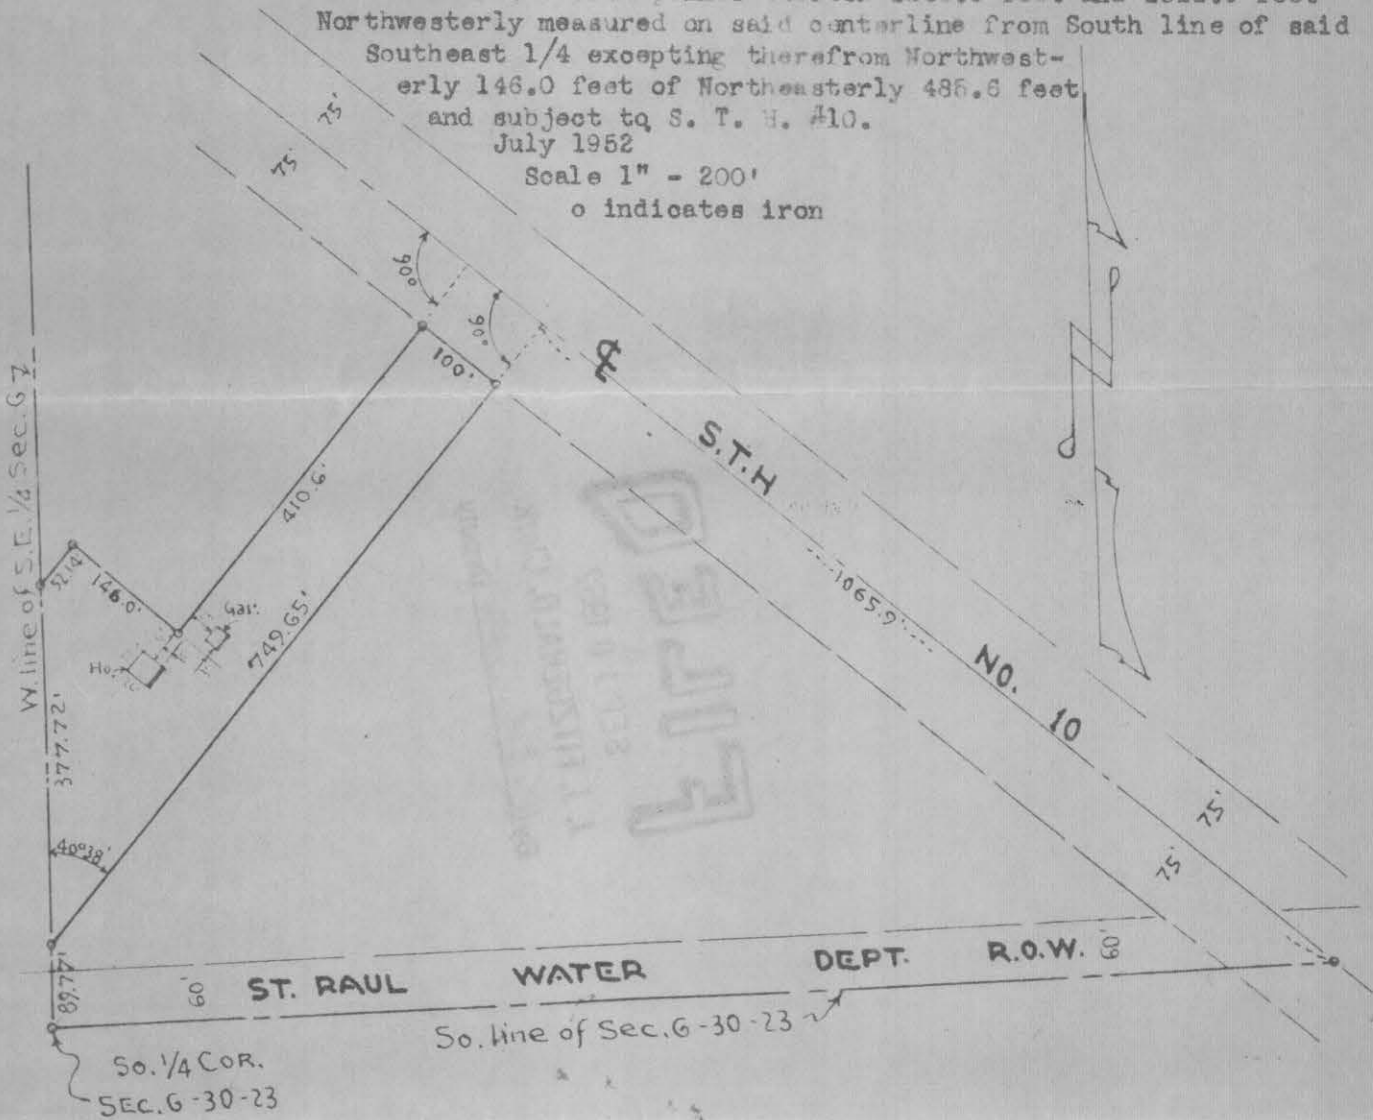 Northwesterly measured on said centerline from South line of said
Southeast 1/4 excepting therefrom Northwest-
erly 146.0 feet of Northeasterly 485.6 feet
and subject to S. T. H. #10.
July 1952
Scale 1" - 200'
o indicates iron
75'
75'
90°
90°
100'
℄
S.T.H
1065.9'
NO. 10
75'
75'
W. line of S.E. 1/4 Sec. 6
410.6'
52.14'
146.0'
Gar.
Ho.
749.65'
377.72'
40°38'
89.77'
60'
ST. PAUL WATER DEPT. R.O.W.
60'
So. line of Sec. 6-30-23
So. 1/4 COR.
SEC. 6-30-23
FILED